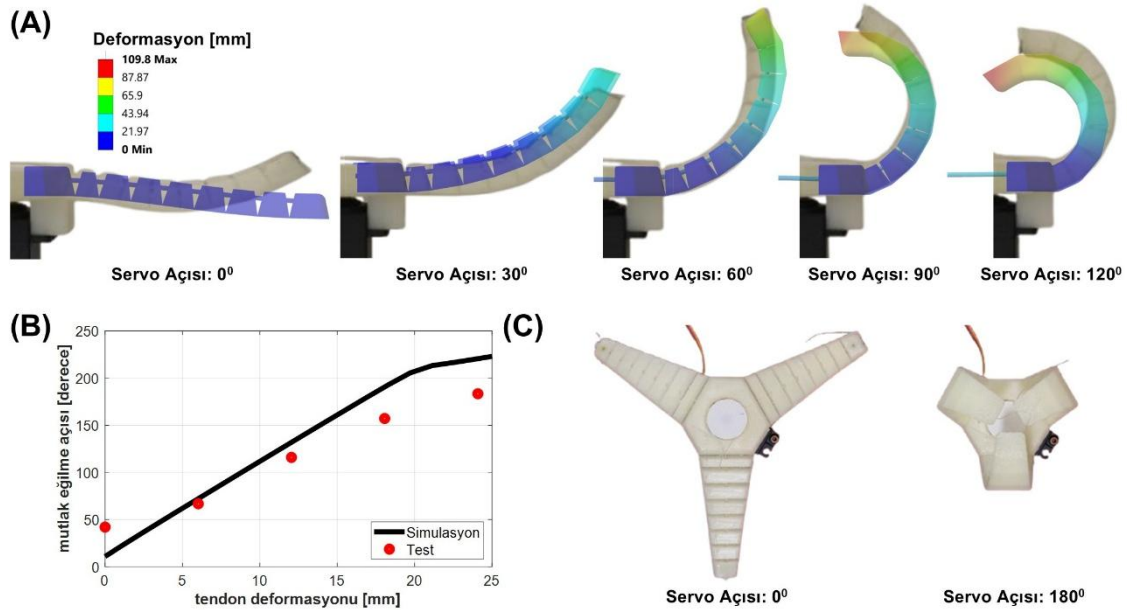 (A)
Deformasyon [mm]
109.8 Max
87.87
65.9
43.94
21.97
0 Min
Servo Açısı: 0⁰
Servo Açısı: 30⁰
Servo Açısı: 60⁰
Servo Açısı: 90⁰
Servo Açısı: 120⁰
(B)
250
200
150
100
50
0
mutlak eğilme açısı [derece]
Simulasyon
Test
0 5 10 15 20 25
tendon deformasyonu [mm]
(C)
Servo Açısı: 0⁰
Servo Açısı: 180⁰